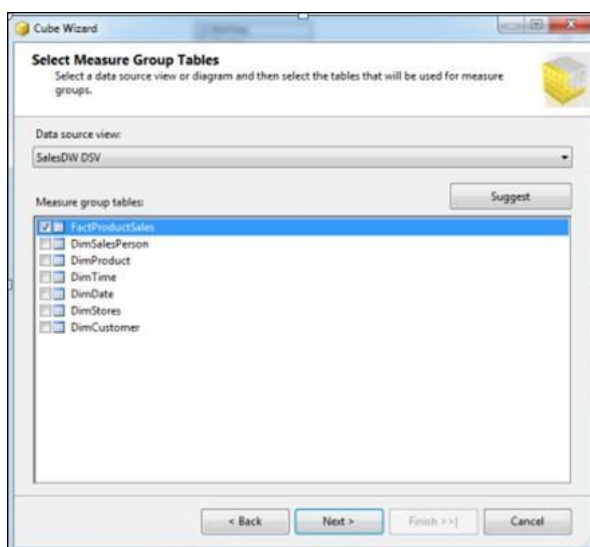 Cube Wizard
Select Measure Group Tables
Select a data source view or diagram and then select the tables that will be used for measure
groups.
Data source view:
SalesDW DSV
Measure group tables:
Suggest
FactProductSales
DimSalesPerson
DimProduct
DimTime
DimDate
DimStores
DimCustomer
< Back
Next >
Finish >>|
Cancel